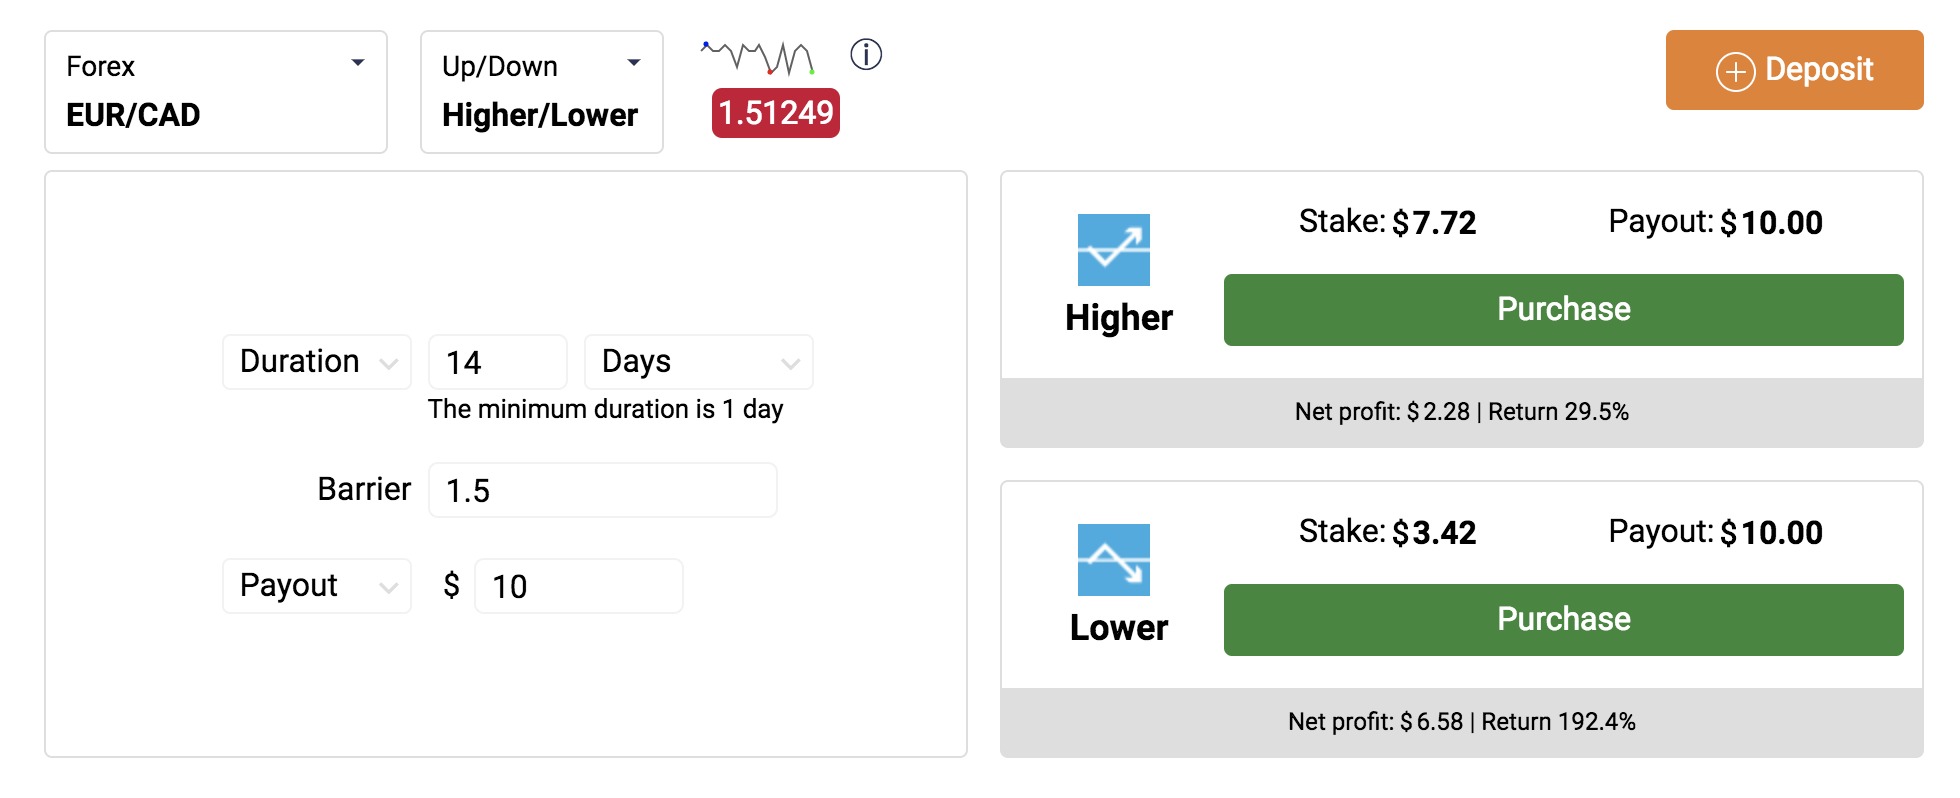 Forex
EUR/CAD
Up/Down
Higher/Lower
1.51249
Deposit
Duration 14 Days
The minimum duration is 1 day
Barrier 1.5
Payout $ 10
Higher
Stake: $7.72 Payout: $10.00
Purchase
Net profit: $2.28 | Return 29.5%
Lower
Stake: $3.42 Payout: $10.00
Purchase
Net profit: $6.58 | Return 192.4%